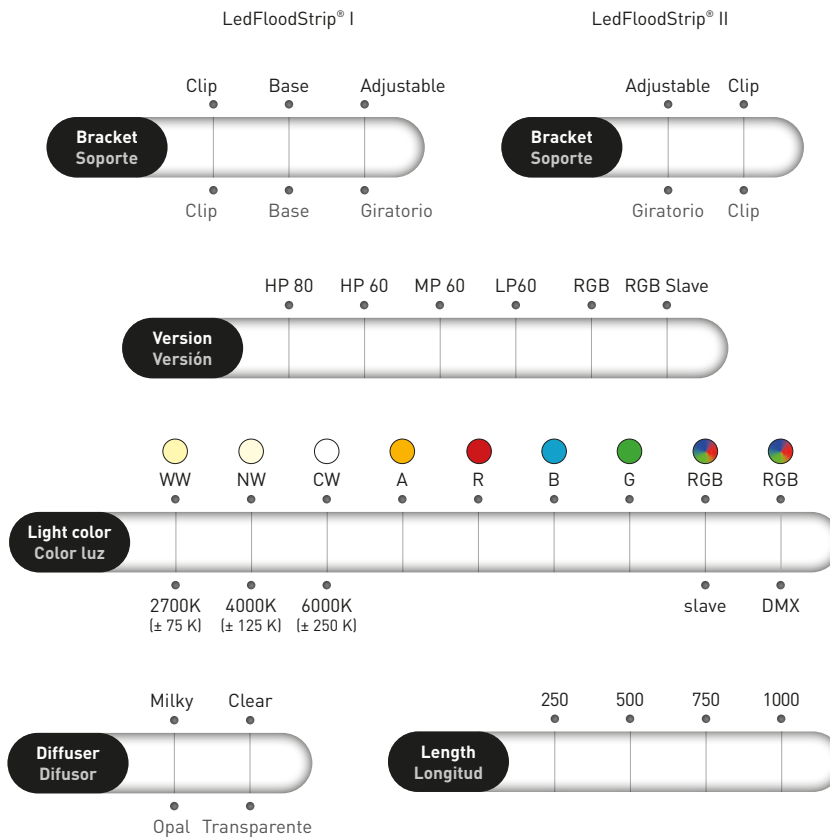 LedFloodStrip® I
LedFloodStrip® II
Clip Base Adjustable
Bracket
Soporte
Clip Base Giratorio
Adjustable Clip
Bracket
Soporte
Giratorio Clip
HP 80 HP 60 MP 60 LP60 RGB RGB Slave
Version
Versión
WW NW CW A R B G RGB RGB
Light color
Color luz
2700K 4000K 6000K slave DMX
(± 75 K) (± 125 K) (± 250 K)
Milky Clear
Diffuser
Difusor
Opal Transparente
250 500 750 1000
Length
Longitud